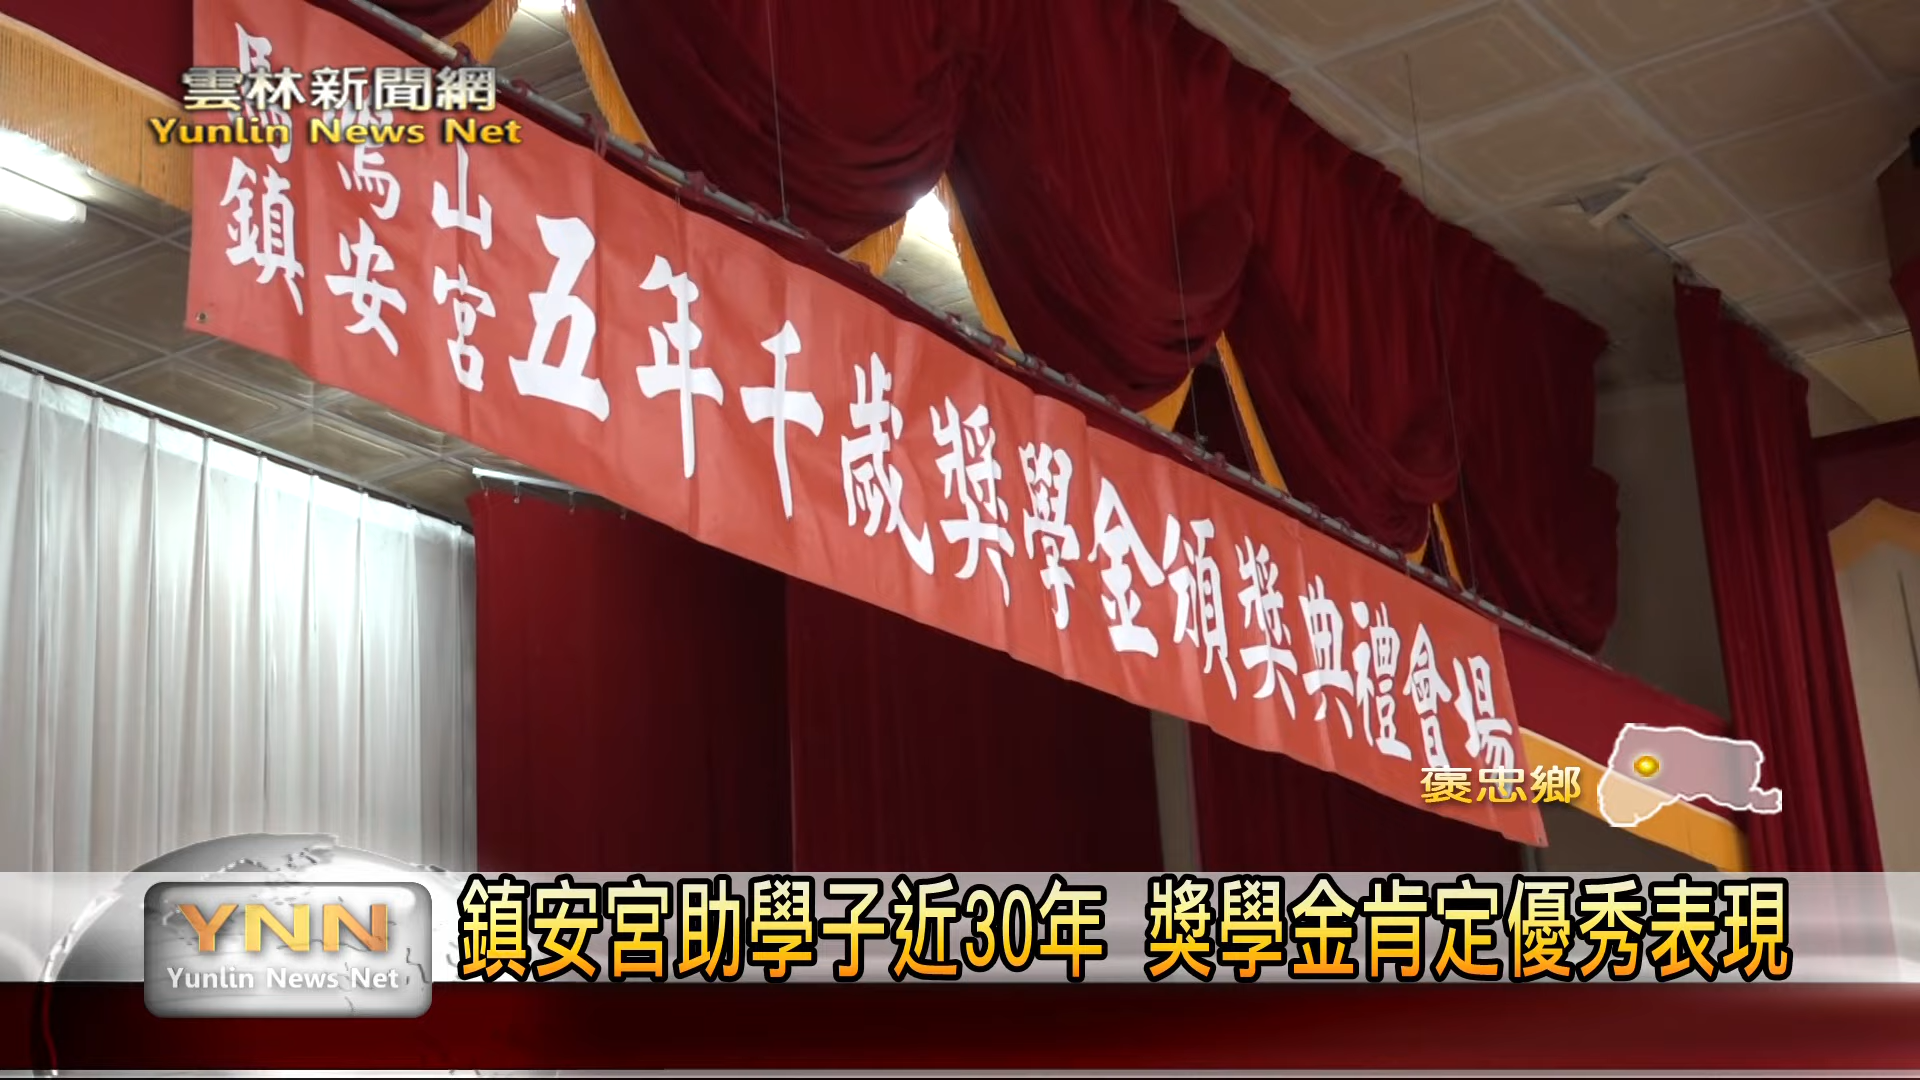 雲林新聞網
Yunlin News Net
馬鳴山
鎮安宮
五年千歲獎學金頒獎典禮會場
褒忠鄉
YNN
Yunlin News Net
鎮安宮助學子近30年 獎學金肯定優秀表現